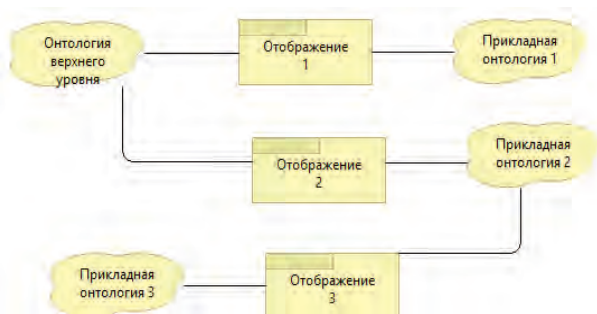 Онтология
верхнего
уровня
Отображение
1
Прикладная
онтология 1
Отображение
2
Прикладная
онтология 2
Прикладная
онтология 3
Отображение
3